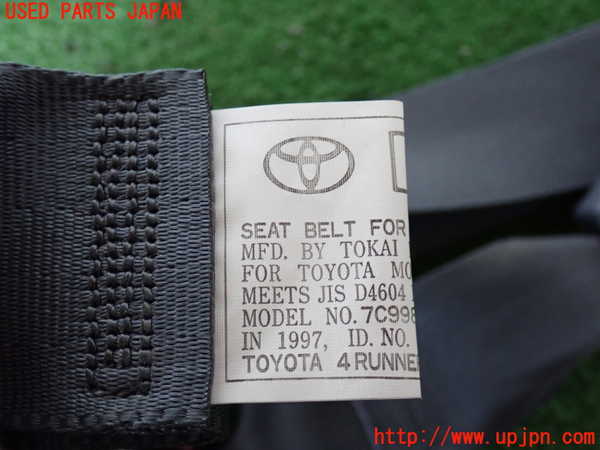 USED PARTS JAPAN
SEAT BELT FOR
MFD. BY TOKAI
FOR TOYOTA
MEETS JIS D4604
MODEL NO. 7C998
IN 1997, ID. NO.
TOYOTA 4RUNNE
http://www.upjpn.com/